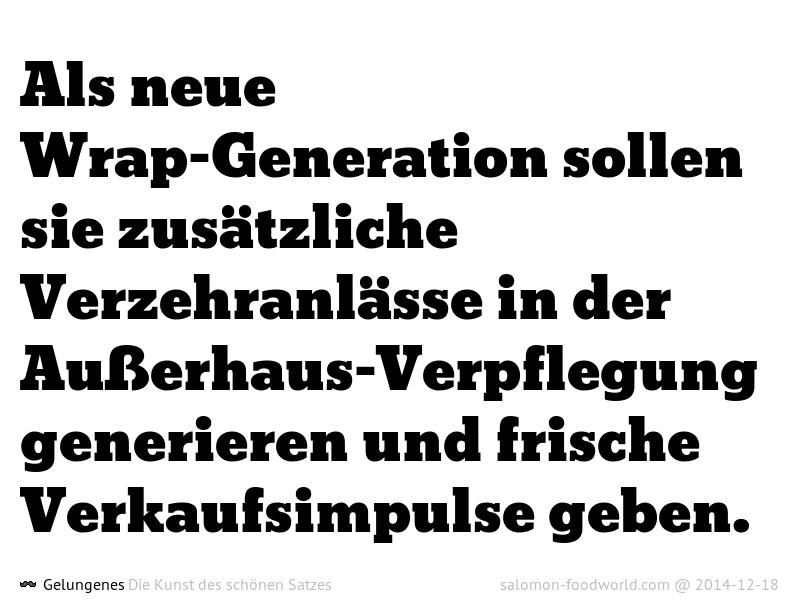 Als neue
Wrap-Generation sollen
sie zusätzliche
Verzehranlässe in der
Außerhaus-Verpflegung
generieren und frische
Verkaufsimpulse geben.
Gelungenes Die Kunst des schönen Satzes salomon-foodworld.com @ 2014-12-18